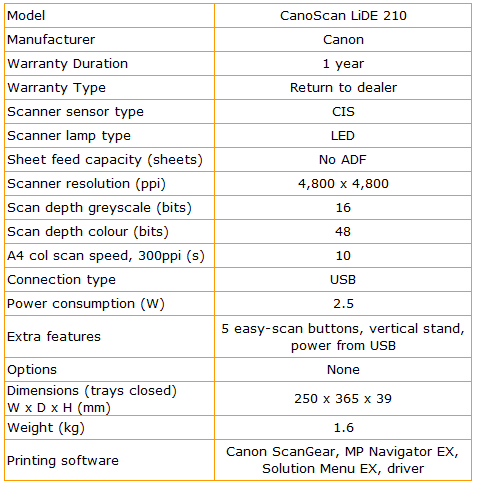 Model CanoScan LiDE 210
Manufacturer Canon
Warranty Duration 1 year
Warranty Type Return to dealer
Scanner sensor type CIS
Scanner lamp type LED
Sheet feed capacity (sheets) No ADF
Scanner resolution (ppi) 4,800 x 4,800
Scan depth greyscale (bits) 16
Scan depth colour (bits) 48
A4 col scan speed, 300ppi (s) 10
Connection type USB
Power consumption (W) 2.5
Extra features 5 easy-scan buttons, vertical stand,
power from USB
Options None
Dimensions (trays closed)
W x D x H (mm) 250 x 365 x 39
Weight (kg) 1.6
Printing software Canon ScanGear, MP Navigator EX,
Solution Menu EX, driver